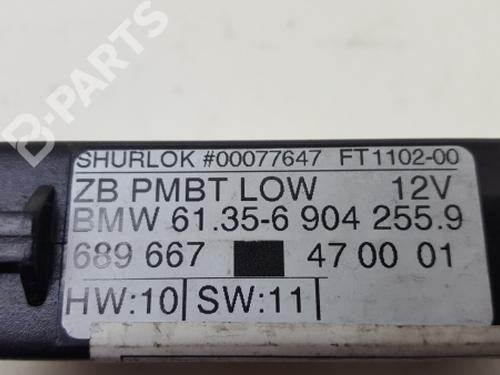 B-PARTS
SHURLOK #00077647 FT1102-00
ZB PMBT LOW 12V
BMW 61.35-6 904 255.9
689 667 47 00 01
HW:10 SW:11